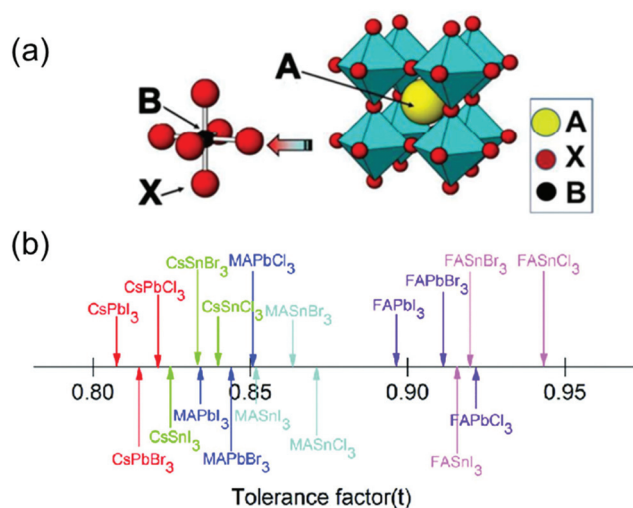 (a)
A
B
X
A
X
B
(b)
CsSnBr₃ MAPbCl₃ FASnBr₃ FASnCl₃
CsPbCl₃ MASnBr₃ FAPbBr₃
CsPbI₃ CsSnCl₃ FAPbI₃
0.80 0.85 0.90 0.95
CsSnI₃ MAPbI₃ MASnI₃ FAPbCl₃
CsPbBr₃ MAPbBr₃ MASnCl₃ FASnI₃
Tolerance factor(t)